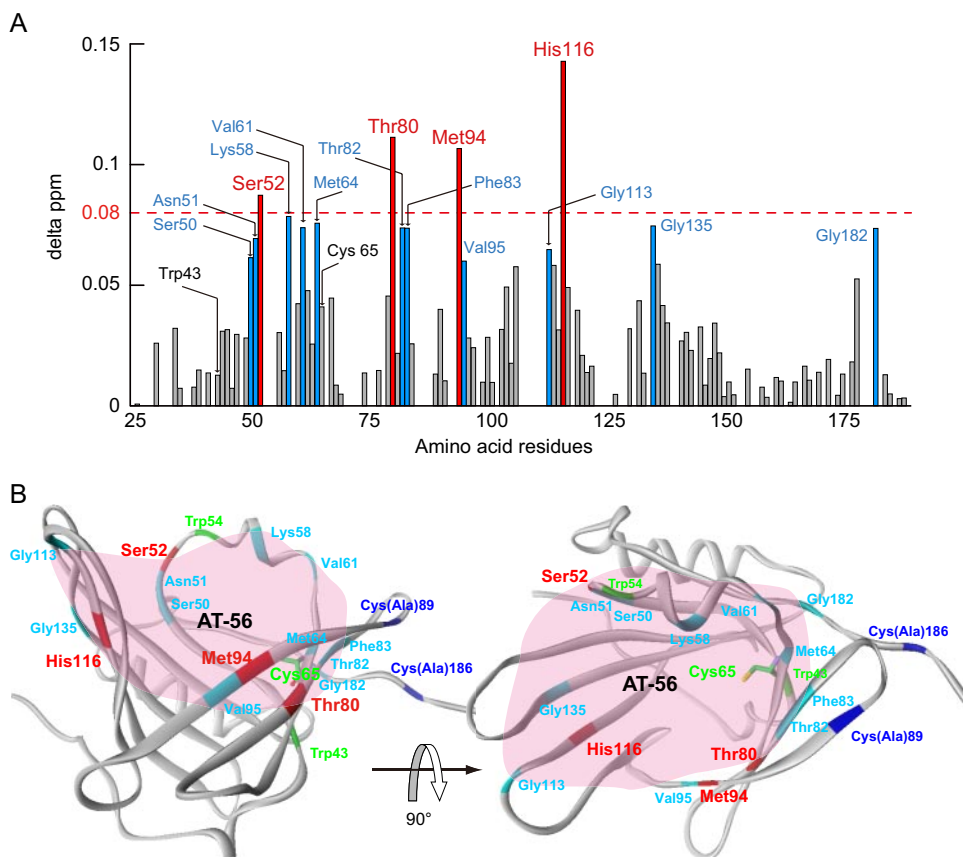 A
0.15
His116
Val61
Thr80
Met94
Lys58
Thr82
0.1
Met64
Phe83
Ser52
Gly113
Asn51
delta ppm
0.08
Ser50
Gly135
Gly182
Cys 65
Val95
Trp43
0.05
0
25
50
75
100
125
150
175
Amino acid residues
B
Trp54
Lys58
Gly113
Ser52
Val61
Asn51
Cys(Ala)89
Ser50
AT-56
Gly135
Met64
Phe83
His116
Met94
Thr82
Cys65
Cys(Ala)186
Gly182
Val95
Thr80
Trp43
90°
Ser52
Trp54
Asn51
Ser50
Val61
Gly182
Lys58
Cys(Ala)186
Met64
Cys65
Trp43
AT-56
Phe83
Gly135
Thr82
Cys(Ala)89
His116
Thr80
Gly113
Val95
Met94